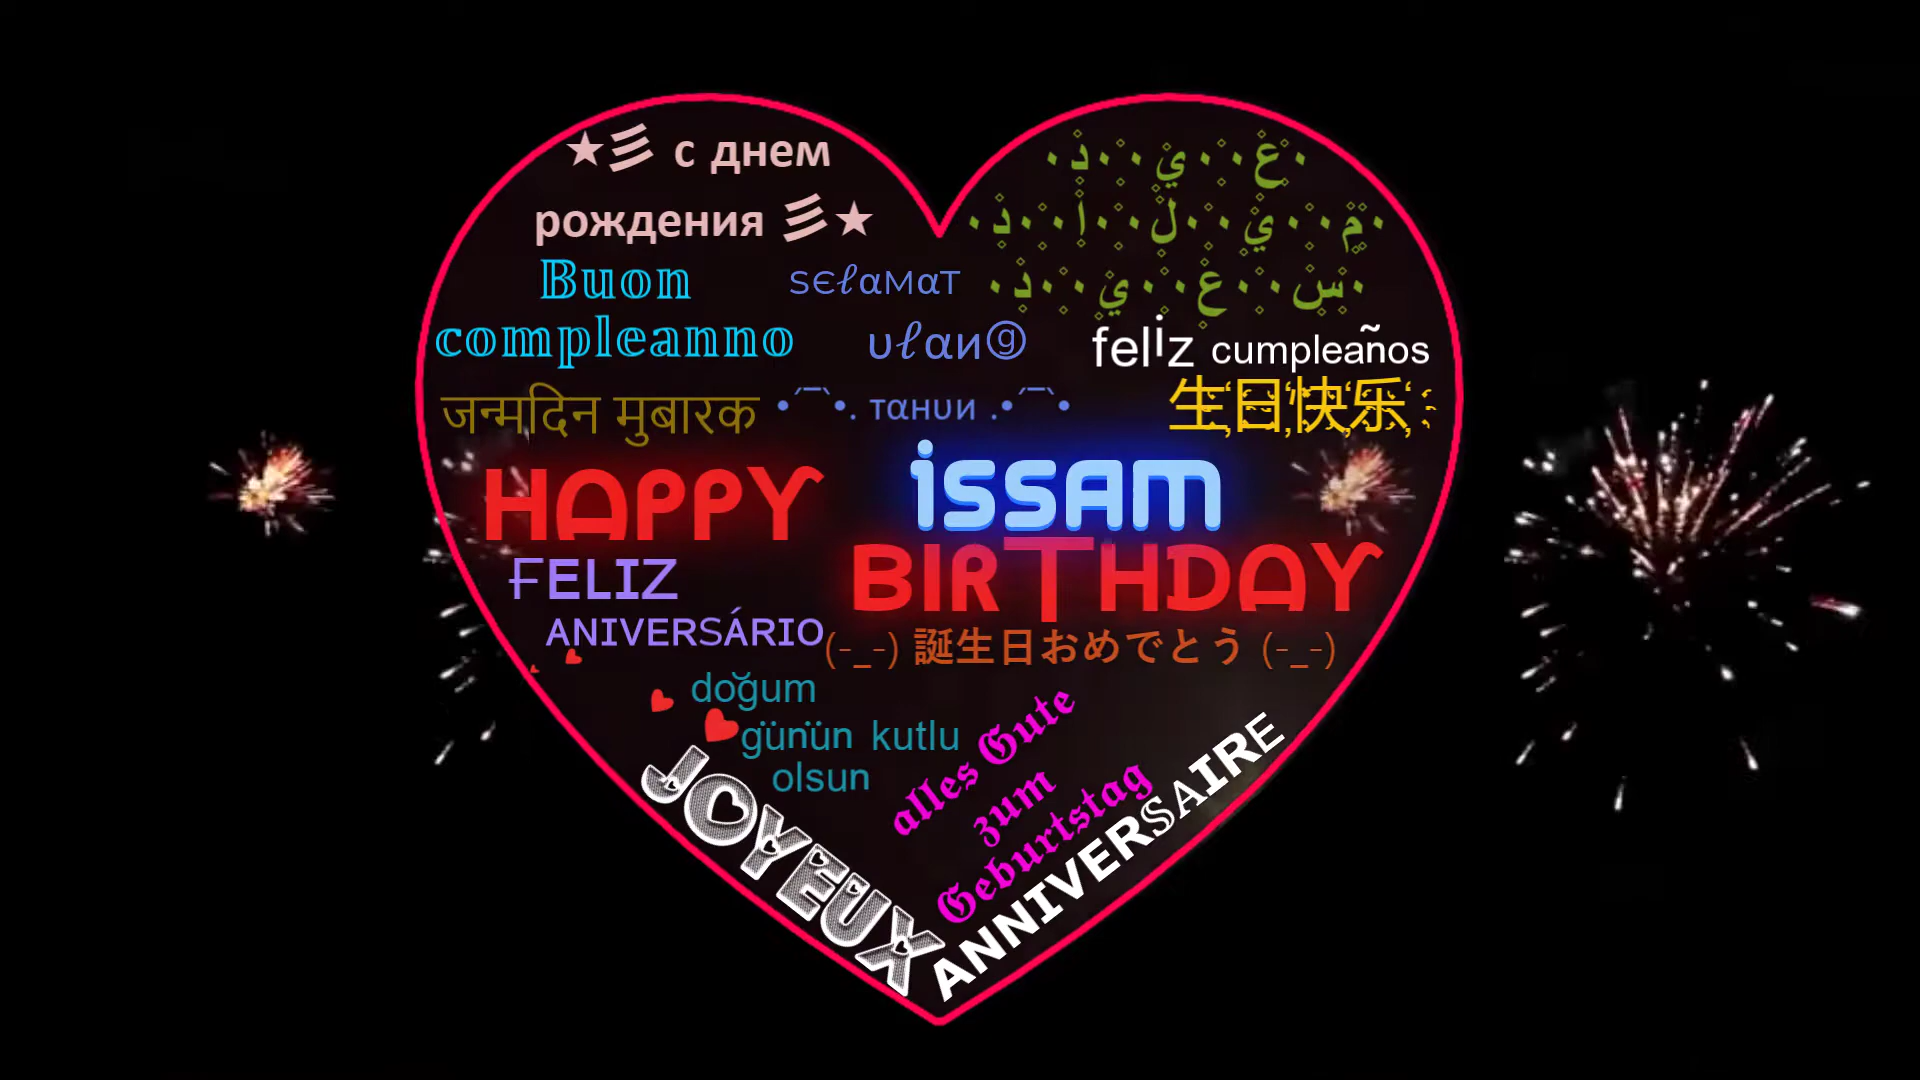 ★彡 с днем
рождения 彡★
عيد
ميلاد
سعيد
Buon
compleanno
ѕєℓαмαт
υℓαиⓖ
•´¯`•. тαнυи .•´¯`•
feliz cumpleaños
जन्मदिन मुबारक
生日快乐
HAPPY
issam
BIRTHDAY
FELIZ
ANIVERSÁRIO
(-_-) 誕生日おめでとう (-_-)
doğum
günün kutlu
olsun
alles Gute
zum
Geburtstag
JOYEUX
ANNIVERSAIRE